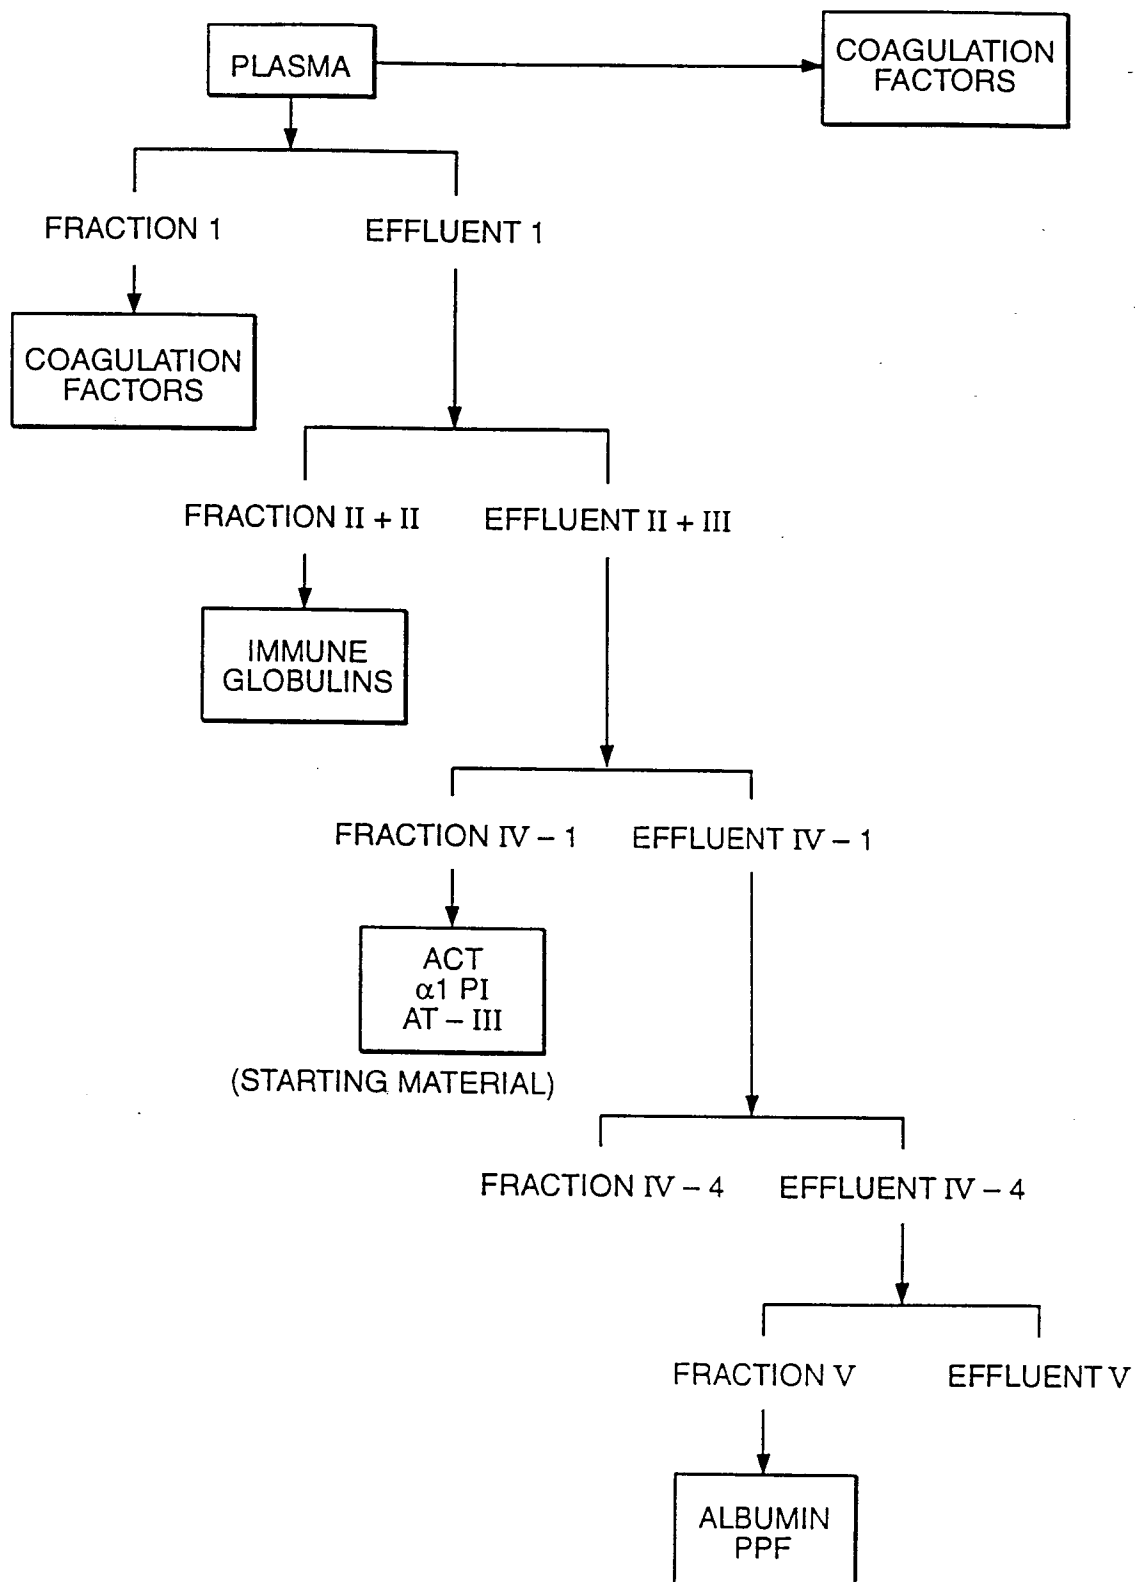 PLASMA
COAGULATION
FACTORS
FRACTION 1
EFFLUENT 1
COAGULATION
FACTORS
FRACTION II + II
EFFLUENT II + III
IMMUNE
GLOBULINS
FRACTION IV – 1
EFFLUENT IV – 1
ACT
α1 PI
AT – III
(STARTING MATERIAL)
FRACTION IV – 4
EFFLUENT IV – 4
FRACTION V
EFFLUENT V
ALBUMIN
PPF